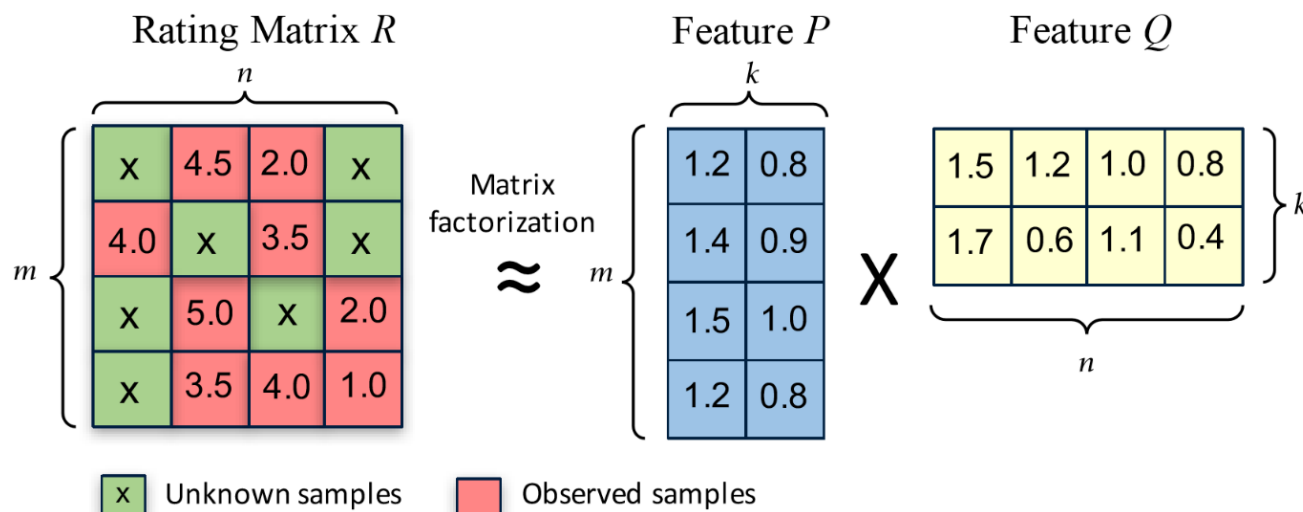 Rating Matrix R
Feature P
Feature Q
n
k
m
x 4.5 2.0 x
4.0 x 3.5 x
x 5.0 x 2.0
x 3.5 4.0 1.0
Matrix
factorization
≈
m
1.2 0.8
1.4 0.9
1.5 1.0
1.2 0.8
X
1.5 1.2 1.0 0.8
1.7 0.6 1.1 0.4
k
n
x Unknown samples
Observed samples